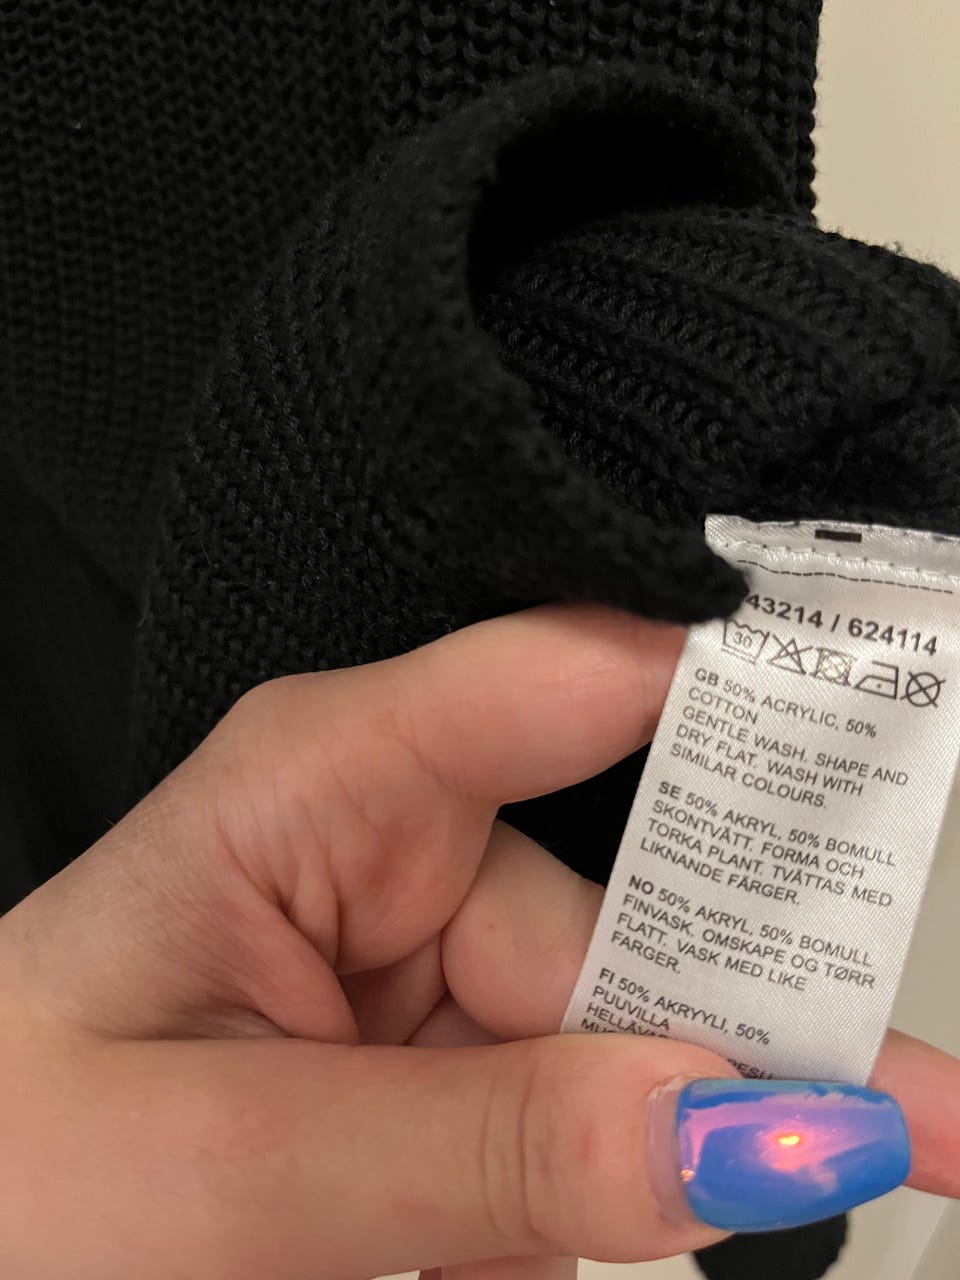 43214 / 624114
30
GB 50% ACRYLIC, 50%
COTTON
GENTLE WASH. SHAPE AND
DRY FLAT. WASH WITH
SIMILAR COLOURS.
SE 50% AKRYL, 50% BOMULL
SKONTVÄTT. FORMA OCH
TORKA PLANT. TVÄTTAS MED
LIKNANDE FÄRGER.
NO 50% AKRYL, 50% BOMULL
FINVASK. OMSKAPE OG TØRR
FLATT. VASK MED LIKE
FARGER.
FI 50% AKRYYLI, 50%
PUUVILLA